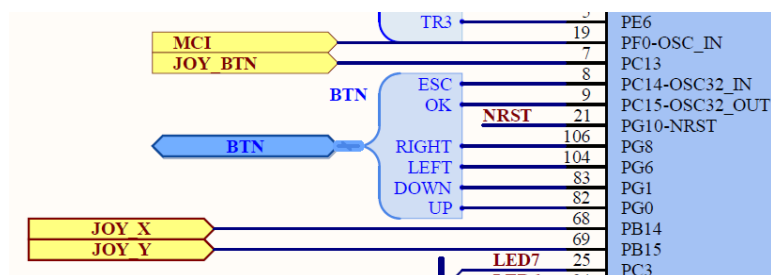 TR3 5 PE6
MCI 19 PF0-OSC_IN
JOY_BTN 7 PC13
BTN ESC 8 PC14-OSC32_IN
OK 9 PC15-OSC32_OUT
NRST 21 PG10-NRST
BTN RIGHT 106 PG8
LEFT 104 PG6
DOWN 83 PG1
UP 82 PG0
JOY_X 68 PB14
JOY_Y 69 PB15
LED7 25 PC3